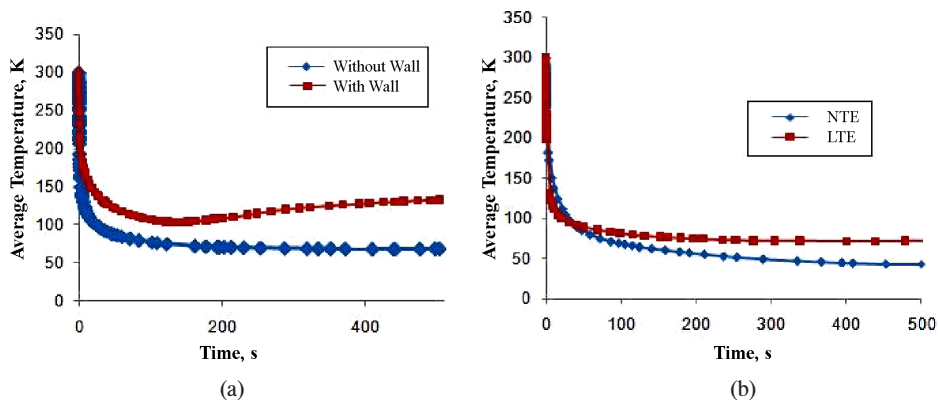 350
300
250
200
150
100
50
0
Average Temperature, K
Without Wall
With Wall
0 200 400
Time, s
(a)
350
300
250
200
150
100
50
0
Average Temperature, K
NTE
LTE
0 100 200 300 400 500
Time, s
(b)